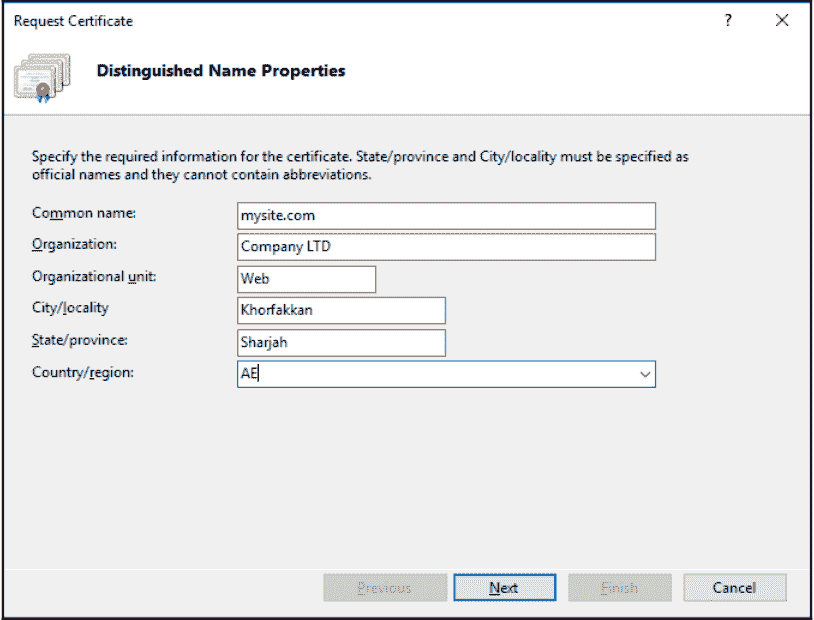 Request Certificate ?
Distinguished Name Properties
Specify the required information for the certificate. State/province and City/locality must be specified as
official names and they cannot contain abbreviations.
Common name: mysite.com
Organization: Company LTD
Organizational unit: Web
City/locality Khorfakkan
State/province: Sharjah
Country/region: AE
Previous Next Finish Cancel